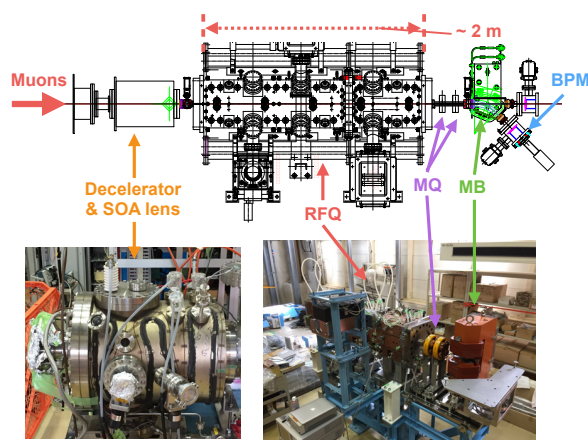 ~ 2 m
Muons
BPM
Decelerator
& SOA lens
RFQ
MQ
MB